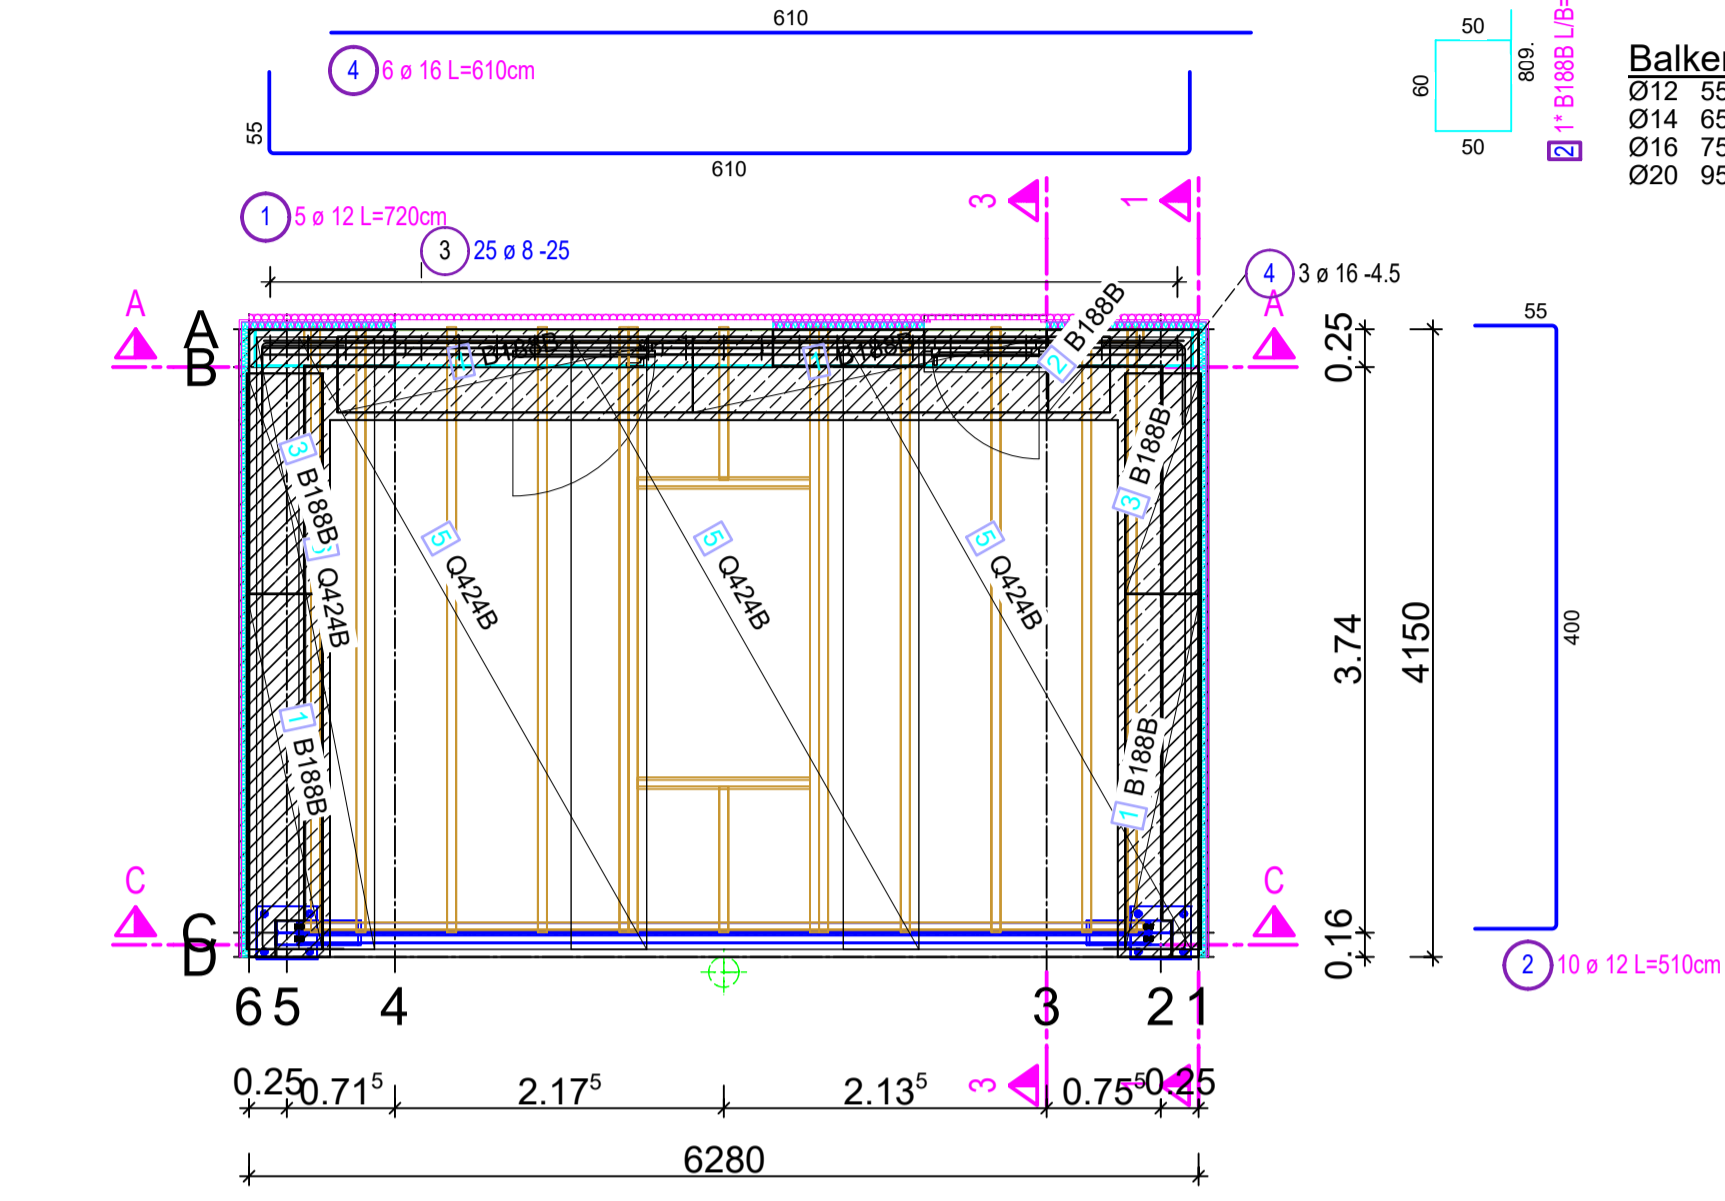 610
4 6 ø 16 L=610cm
55
610
50
60
809.
50
2 1* B188B L/B=
Balke
Ø12 55
Ø14 65
Ø16 75
Ø20 95
1 5 ø 12 L=720cm
3 25 ø 8 -25
3
1
4 3 ø 16 -4.5
A
A
A
B
1 B188B
1 B188B
2 B188B
3 B188B
Q424B
1 B188B
5 Q424B
5 Q424B
5 Q424B
3 B188B
1 B188B
0.25
3.74
4150
0.16
55
400
2 10 ø 12 L=510cm
C
C
C
D
6 5 4 3 2 1
3
0.25 0.71⁵ 2.17⁵ 2.13⁵ 0.75⁵ 0.25
6280